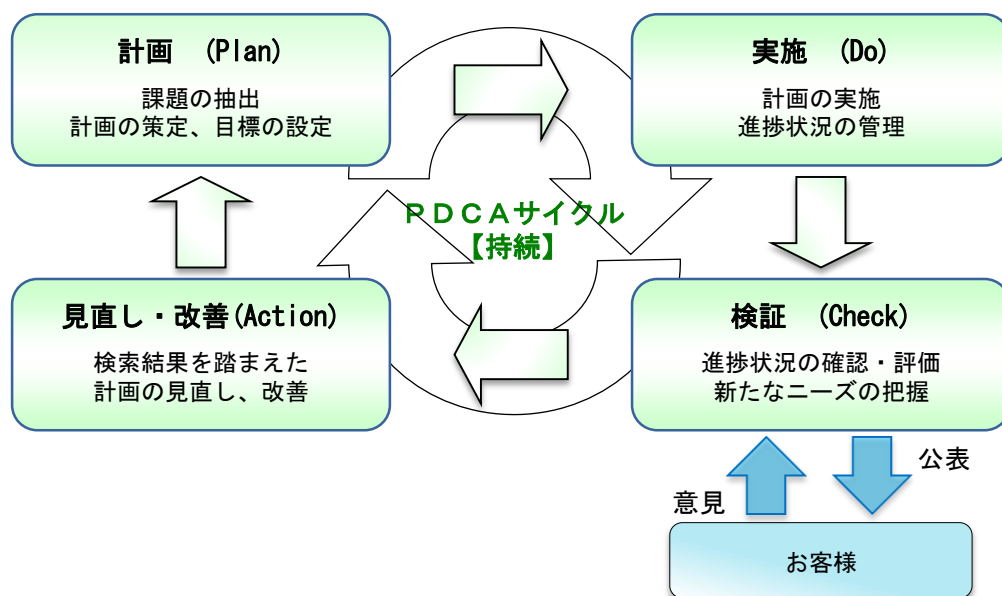 計画 (Plan)
課題の抽出
計画の策定、目標の設定
実施 (Do)
計画の実施
進捗状況の管理
PDCAサイクル
【持続】
見直し・改善(Action)
検索結果を踏まえた
計画の見直し、改善
検証 (Check)
進捗状況の確認・評価
新たなニーズの把握
意見
公表
お客様